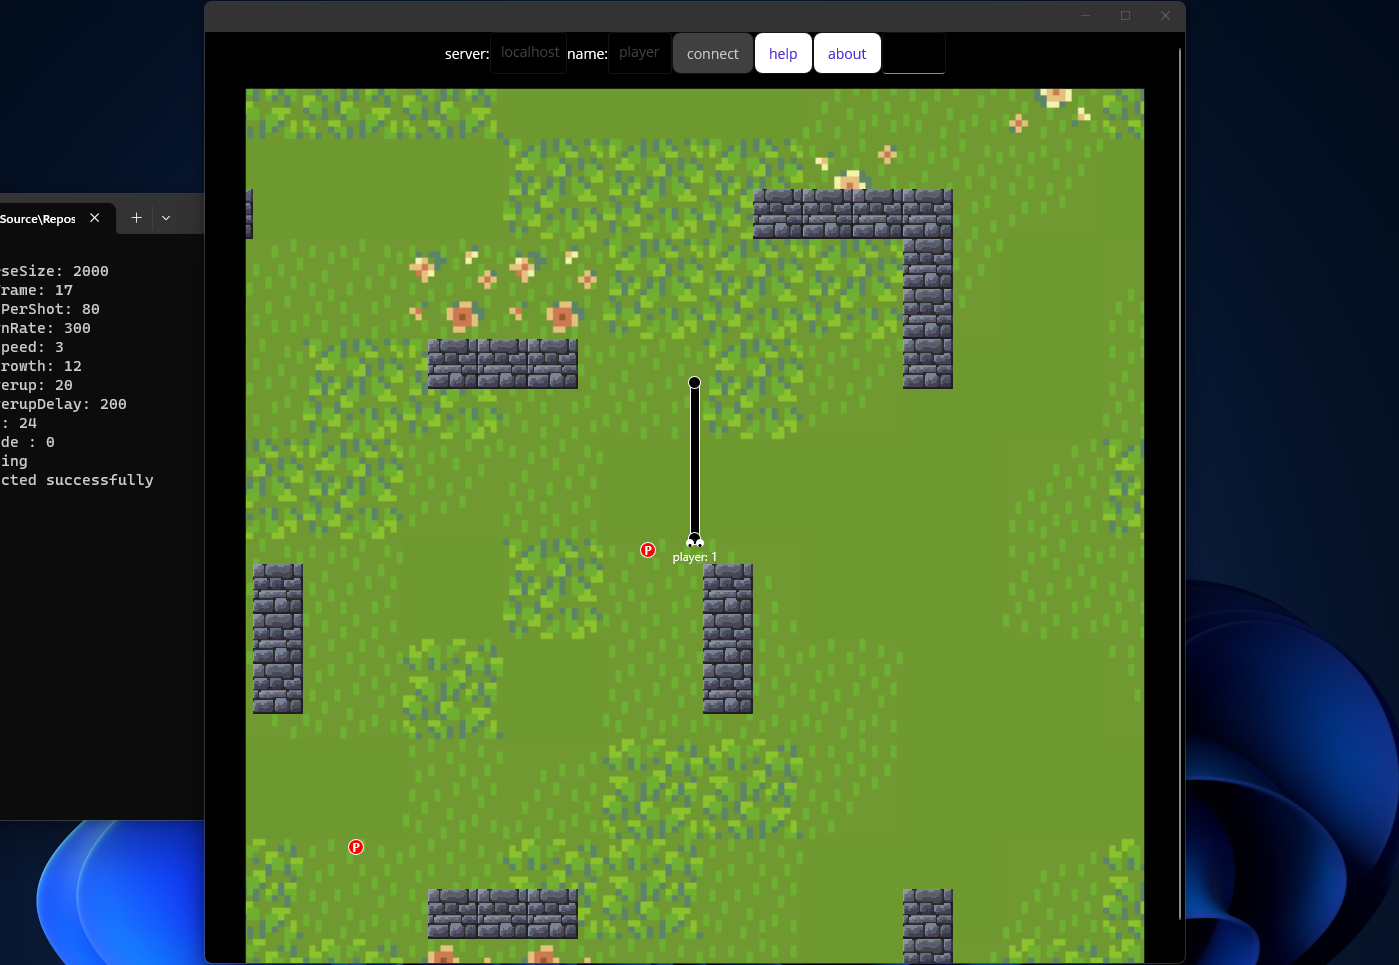 server: localhost name: player connect help about
Source\Repos
seSize: 2000
rame: 17
PerShot: 80
nRate: 300
peed: 3
rowth: 12
erup: 20
erupDelay: 200
: 24
de : 0
ing
cted successfully
P
player: 1
P